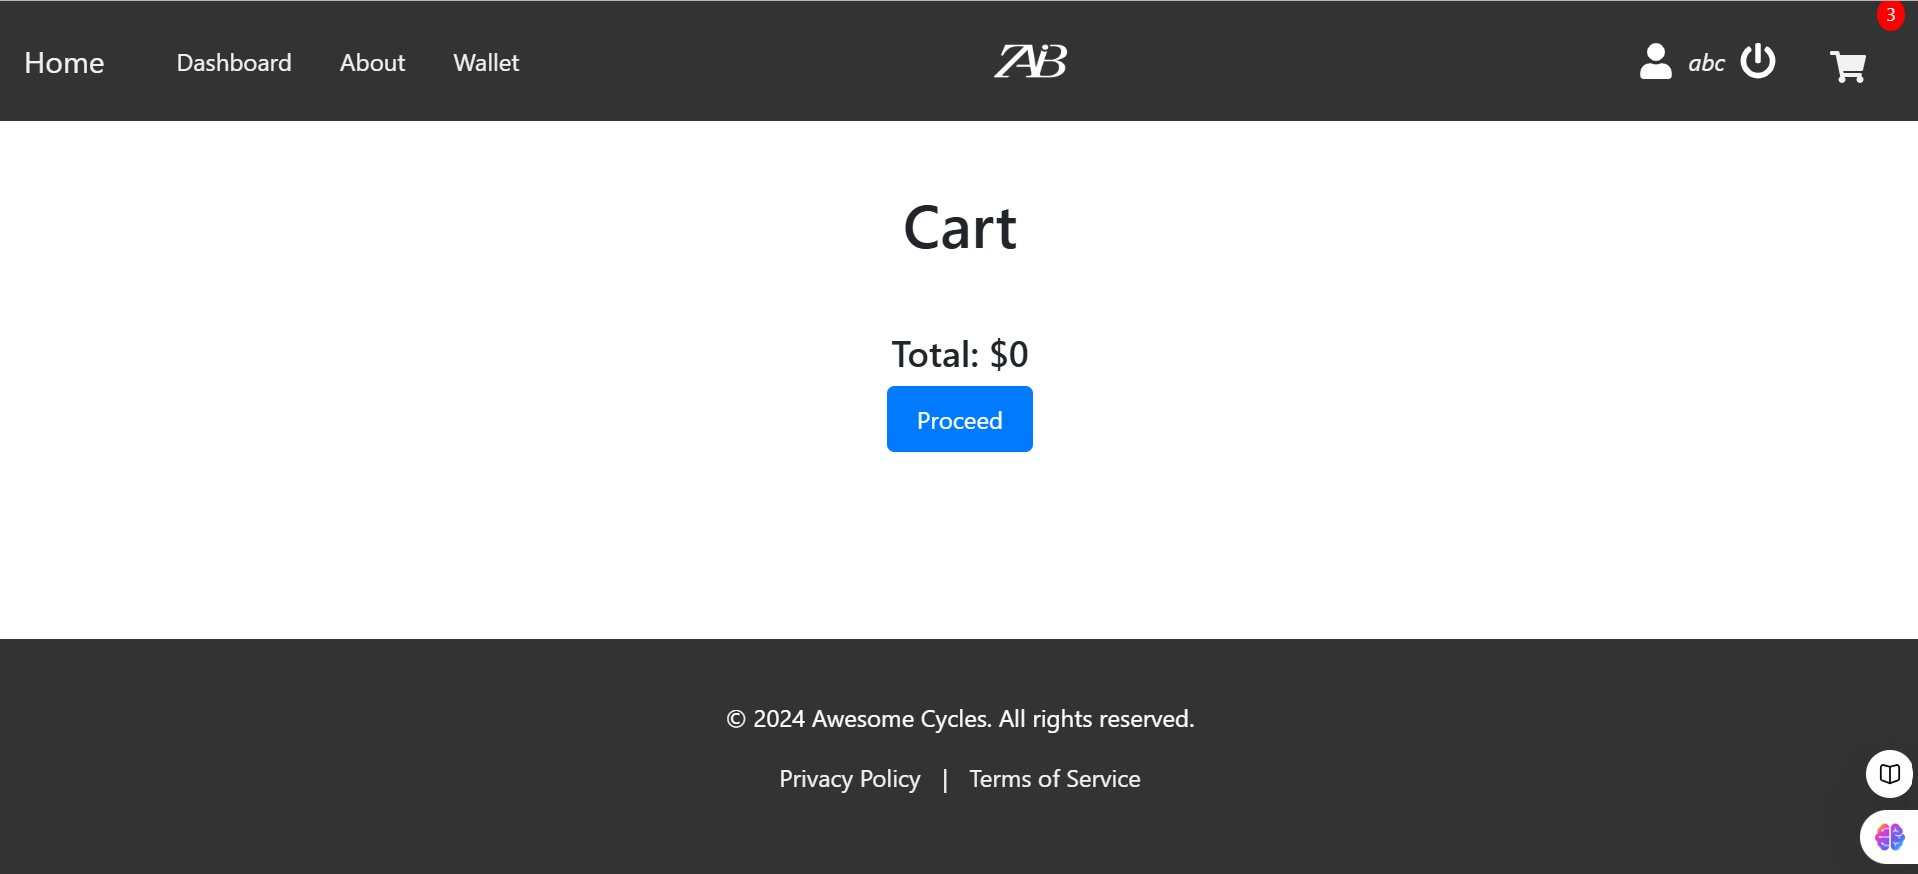 3
Home Dashboard About Wallet ZAB abc
Cart
Total: $0
Proceed
© 2024 Awesome Cycles. All rights reserved.
Privacy Policy | Terms of Service